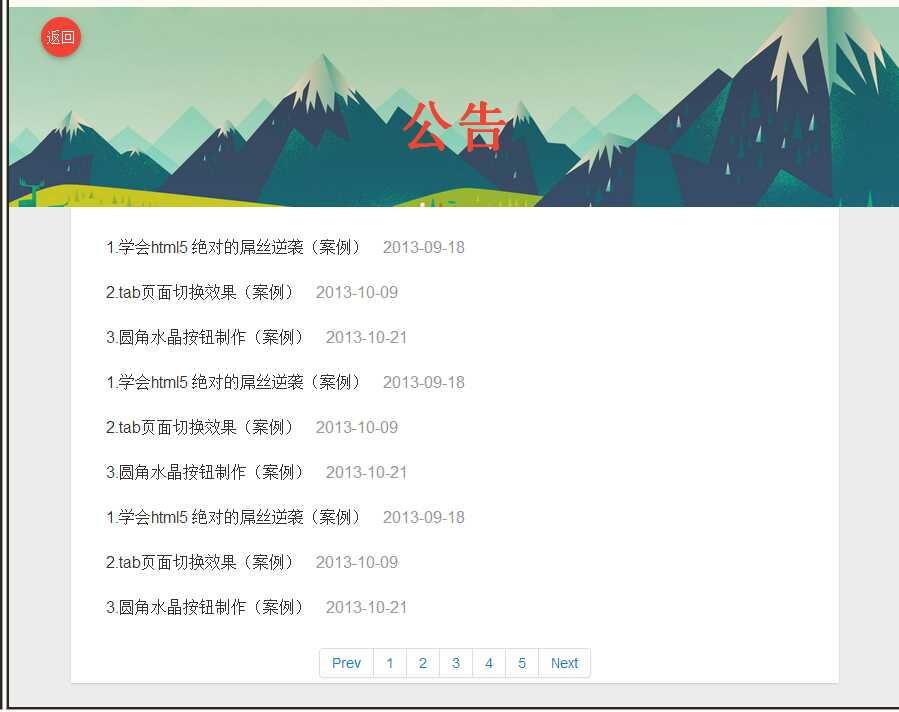 返回
公告
1.学会html5 绝对的屌丝逆袭（案例） 2013-09-18
2.tab页面切换效果（案例） 2013-10-09
3.圆角水晶按钮制作（案例） 2013-10-21
1.学会html5 绝对的屌丝逆袭（案例） 2013-09-18
2.tab页面切换效果（案例） 2013-10-09
3.圆角水晶按钮制作（案例） 2013-10-21
1.学会html5 绝对的屌丝逆袭（案例） 2013-09-18
2.tab页面切换效果（案例） 2013-10-09
3.圆角水晶按钮制作（案例） 2013-10-21
Prev 1 2 3 4 5 Next